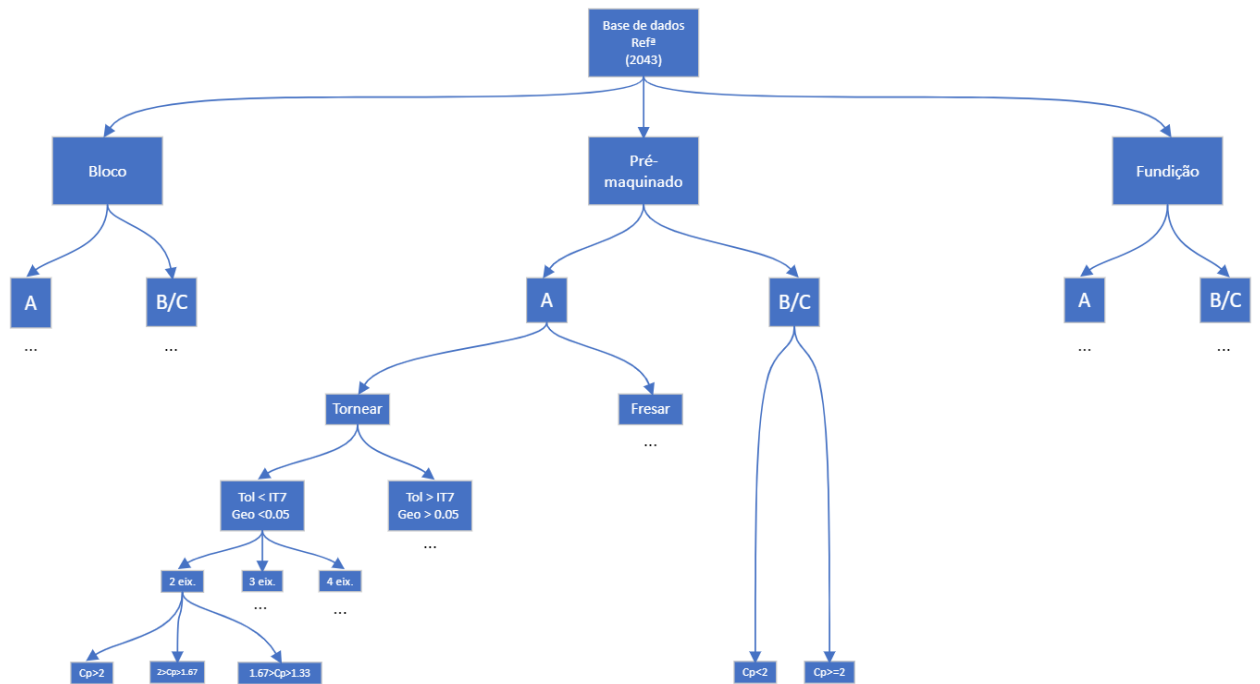 Base de dados
Refª
(2043)
Bloco
Pré-
maquinado
Fundição
A
B/C
A
B/C
A
B/C
...
...
...
...
Tornear
Fresar
...
Tol < IT7
Geo <0.05
Tol > IT7
Geo > 0.05
...
2 eix.
3 eix.
4 eix.
...
...
Cp>2
2>Cp>1.67
1.67>Cp>1.33
Cp<2
Cp>=2